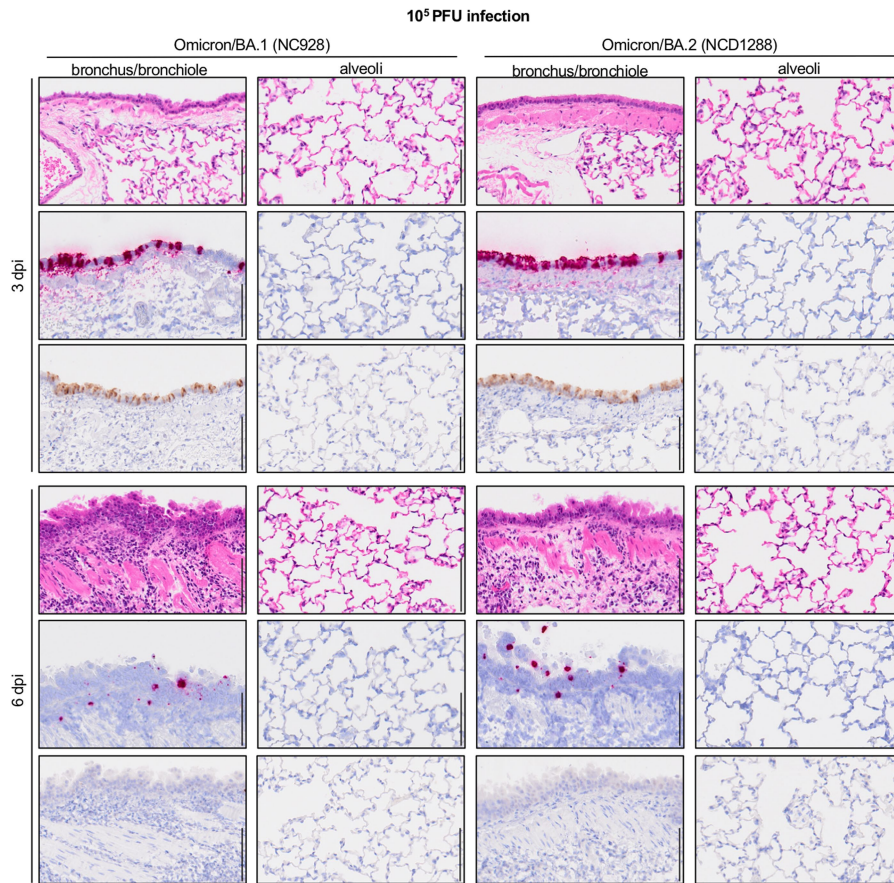 10⁵ PFU infection
Omicron/BA.1 (NC928)
Omicron/BA.2 (NCD1288)
bronchus/bronchiole
alveoli
bronchus/bronchiole
alveoli
3 dpi
6 dpi